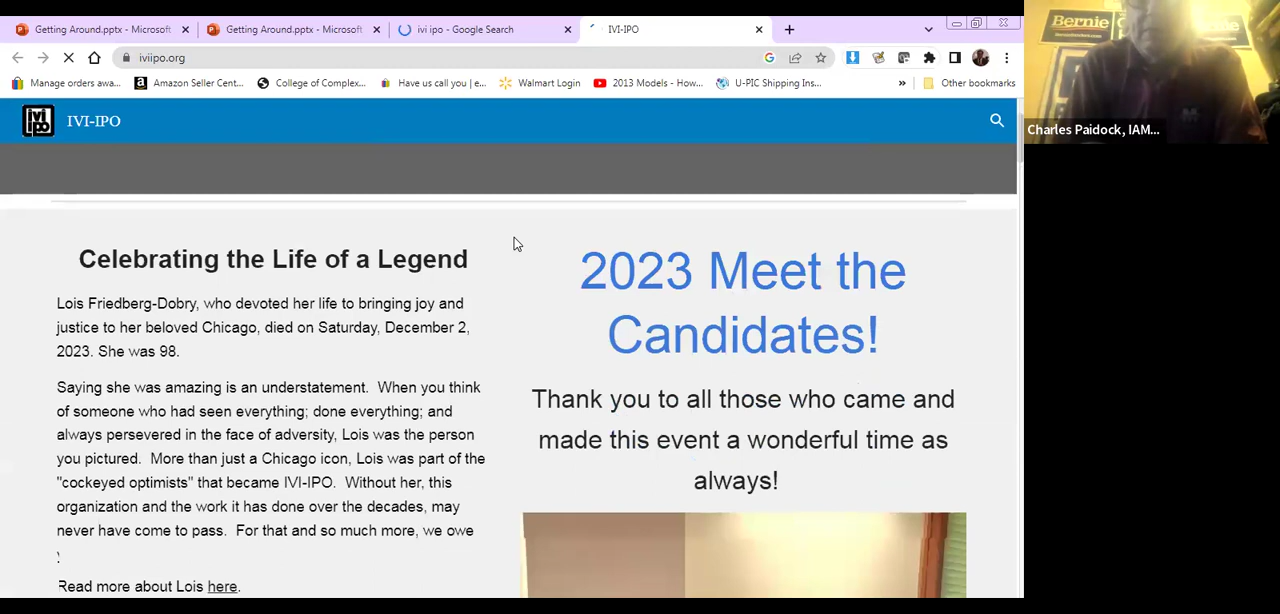 Getting Around.pptx - Microsoft
Getting Around.pptx - Microsoft
ivi ipo - Google Search
IVI-IPO
iviipo.org
Manage orders awa...
Amazon Seller Cent...
College of Complex...
Have us call you | e...
Walmart Login
2013 Models - How...
U-PIC Shipping Ins...
»
Other bookmarks
ivi
ipo
IVI-IPO
Bernie
Charles Paidock, IAM...
Celebrating the Life of a Legend
Lois Friedberg-Dobry, who devoted her life to bringing joy and
justice to her beloved Chicago, died on Saturday, December 2,
2023. She was 98.
Saying she was amazing is an understatement. When you think
of someone who had seen everything; done everything; and
always persevered in the face of adversity, Lois was the person
you pictured. More than just a Chicago icon, Lois was part of the
"cockeyed optimists" that became IVI-IPO. Without her, this
organization and the work it has done over the decades, may
never have come to pass. For that and so much more, we owe
Read more about Lois here.
2023 Meet the
Candidates!
Thank you to all those who came and
made this event a wonderful time as
always!